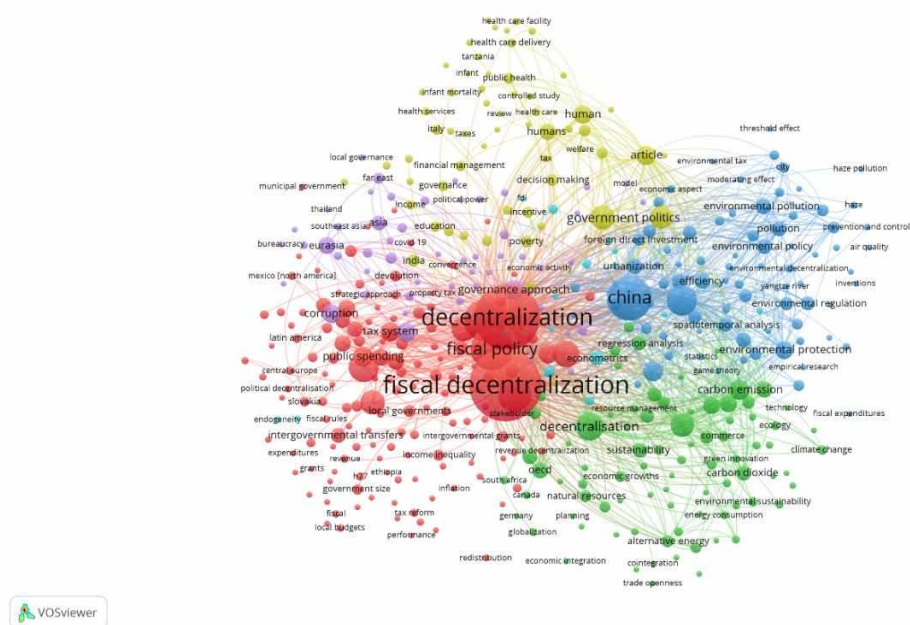 health care facility
health care delivery
tanzania
infant
public health
infant mortality
controlled study
health services
review
health care
human
italy
taxes
humans
threshold effect
welfare
local governance
tax
article
environmental tax
city
haze pollution
financial management
far east
decision making
model
moderating effect
municipal government
governance
economic aspect
income
political power
fdi
thailand
incentive
government politics
environmental pollution
haze
asia
education
southeast asia
pollution
prevention and control
bureaucracy
eurasia
covid-19
poverty
foreign direct investment
environmental policy
air quality
india
convergence
economic activity
urbanization
environmental decentralization
mexico [north america]
devolution
efficiency
yangtze river
inventions
strategic approach
property tax
governance approach
china
environmental regulation
corruption
decentralization
tax system
spatiotemporal analysis
latin america
fiscal policy
regression analysis
public spending
econometrics
statistics
environmental protection
central europe
game theory
empirical research
political decentralisation
fiscal decentralization
carbon emission
slovakia
local governments
stakeholder
resource management
technology
fiscal expenditures
endogeneity
fiscal rules
decentralisation
ecology
intergovernmental transfers
intergovernmental grants
commerce
expenditures
revenue
income inequality
revenue decentralization
sustainability
climate change
grants
h77
ethiopia
oecd
green innovation
government size
south africa
economic growths
carbon dioxide
inflation
canada
natural resources
environmental sustainability
fiscal
tax reform
germany
planning
energy consumption
local budgets
performance
globalization
alternative energy
redistribution
economic integration
cointegration
trade openness
VOSviewer